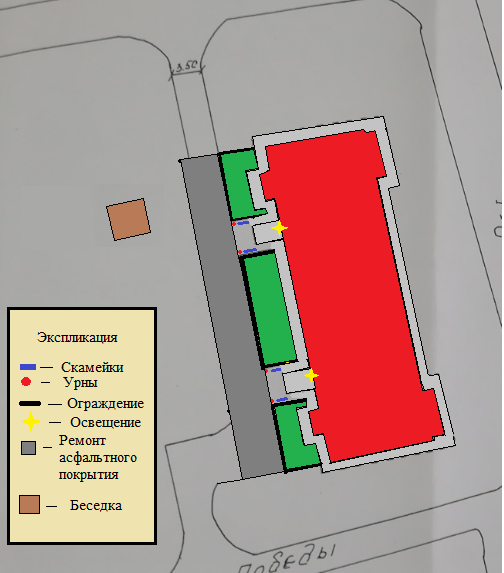 3.50
Экспликация
— Скамейки
— Урны
— Ограждение
— Освещение
— Ремонт
асфальтного
покрытия
— Беседка
Победы